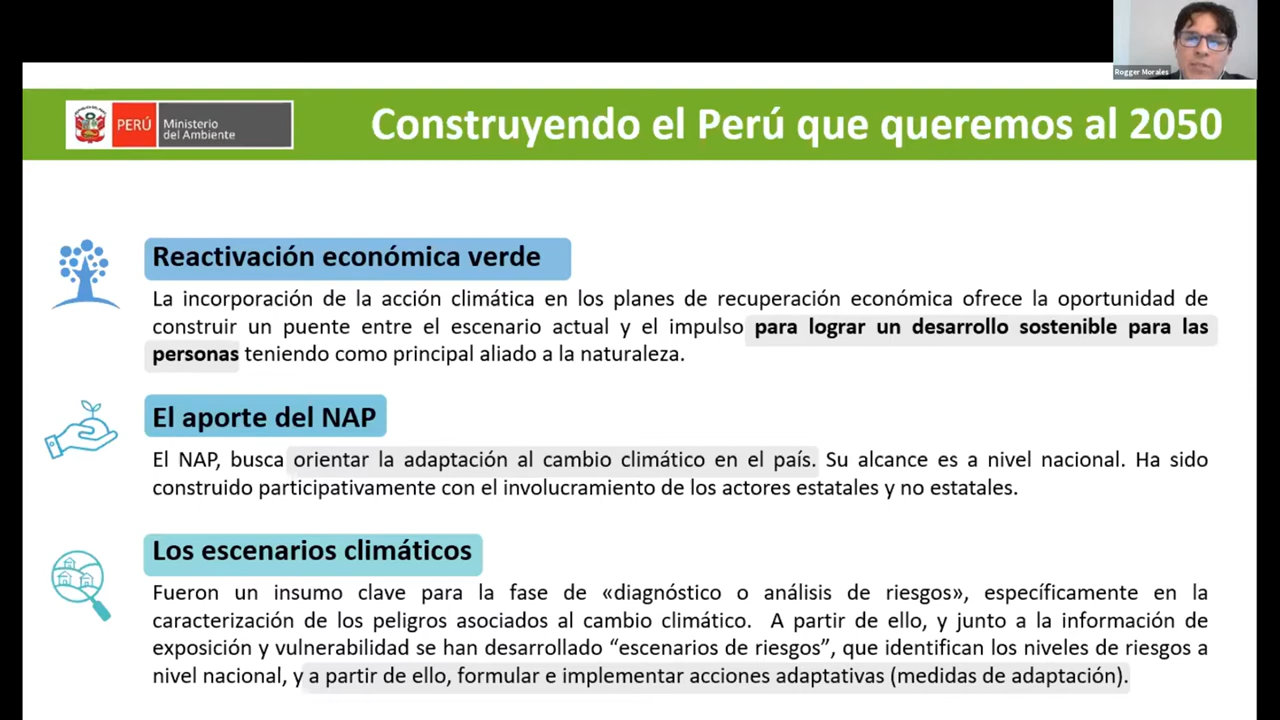 Rogger Morales
PERÚ
Ministerio
del Ambiente
Construyendo el Perú que queremos al 2050
Reactivación económica verde
La incorporación de la acción climática en los planes de recuperación económica ofrece la oportunidad de
construir un puente entre el escenario actual y el impulso para lograr un desarrollo sostenible para las
personas teniendo como principal aliado a la naturaleza.
El aporte del NAP
El NAP, busca orientar la adaptación al cambio climático en el país. Su alcance es a nivel nacional. Ha sido
construido participativamente con el involucramiento de los actores estatales y no estatales.
Los escenarios climáticos
Fueron un insumo clave para la fase de «diagnóstico o análisis de riesgos», específicamente en la
caracterización de los peligros asociados al cambio climático. A partir de ello, y junto a la información de
exposición y vulnerabilidad se han desarrollado “escenarios de riesgos”, que identifican los niveles de riesgos a
nivel nacional, y a partir de ello, formular e implementar acciones adaptativas (medidas de adaptación).